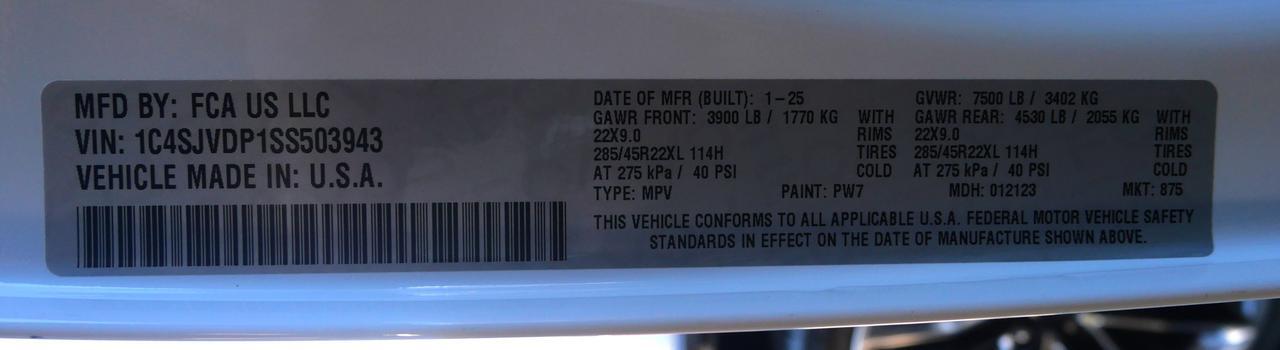 MFD BY: FCA US LLC
VIN: 1C4SJVDP1SS503943
VEHICLE MADE IN: U.S.A.
DATE OF MFR (BUILT): 1-25 GVWR: 7500 LB / 3402 KG
GAWR FRONT: 3900 LB / 1770 KG WITH GAWR REAR: 4530 LB / 2055 KG WITH
22X9.0 RIMS 22X9.0 RIMS
285/45R22XL 114H TIRES 285/45R22XL 114H TIRES
AT 275 kPa / 40 PSI COLD AT 275 kPa / 40 PSI COLD
TYPE: MPV PAINT: PW7 MDH: 012123 MKT: 875
THIS VEHICLE CONFORMS TO ALL APPLICABLE U.S.A. FEDERAL MOTOR VEHICLE SAFETY
STANDARDS IN EFFECT ON THE DATE OF MANUFACTURE SHOWN ABOVE.